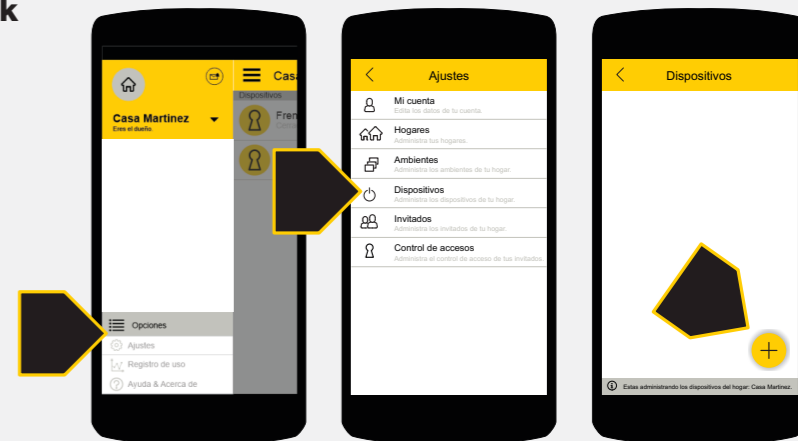 k
Casa Martinez
Eres el dueño.
Cas
Dispositivos
Fren
Opciones
Ajustes
Registro de uso
Ayuda & Acerca de
Ajustes
Mi cuenta
Edita los datos de tu cuenta.
Hogares
Administra tus hogares.
Ambientes
Administra los ambientes de tu hogar.
Dispositivos
Administra los dispositivos de tu hogar.
Invitados
Administra los invitados de tu hogar.
Control de accesos
Administra el control de acceso de tus invitados.
Dispositivos
Estas administrando los dispositivos del hogar: Casa Martinez.